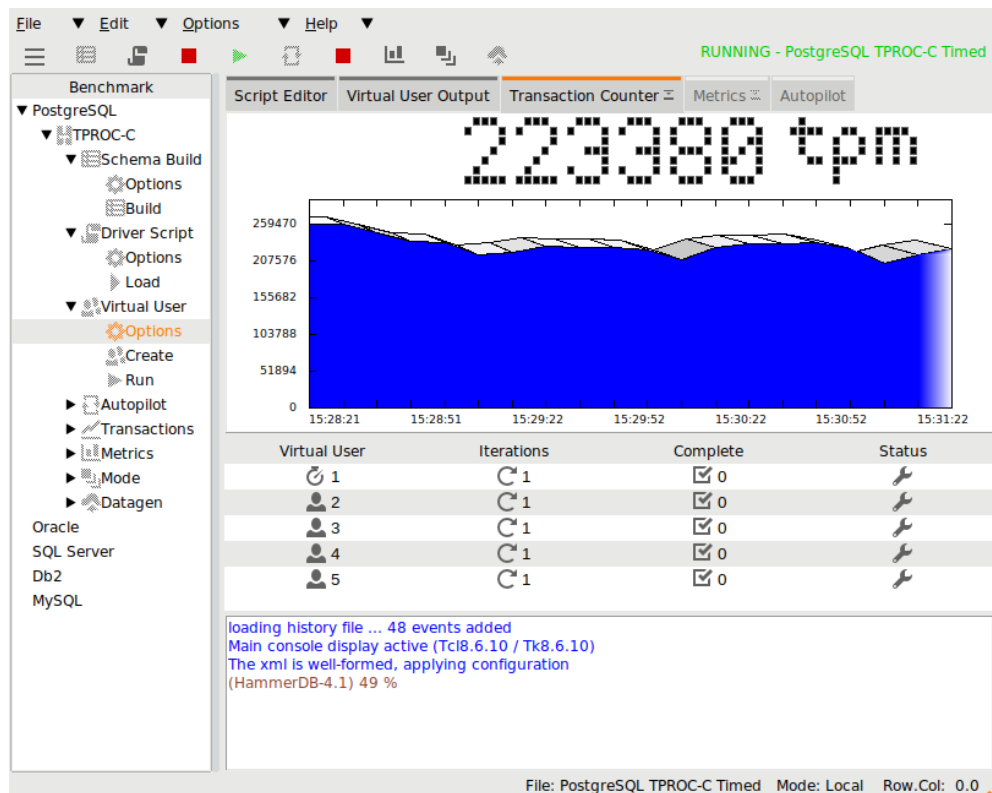 File Edit Options Help
RUNNING - PostgreSQL TPROC-C Timed
Benchmark
PostgreSQL
TPROC-C
Schema Build
Options
Build
Driver Script
Options
Load
Virtual User
Options
Create
Run
Autopilot
Transactions
Metrics
Mode
Datagen
Oracle
SQL Server
Db2
MySQL
Script Editor Virtual User Output Transaction Counter Metrics Autopilot
223380 tpm
259470
207576
155682
103788
51894
0
15:28:21 15:28:51 15:29:22 15:29:52 15:30:22 15:30:52 15:31:22
Virtual User Iterations Complete Status
1 1 0
2 1 0
3 1 0
4 1 0
5 1 0
loading history file ... 48 events added
Main console display active (Tcl8.6.10 / Tk8.6.10)
The xml is well-formed, applying configuration
(HammerDB-4.1) 49 %
File: PostgreSQL TPROC-C Timed Mode: Local Row.Col: 0.0